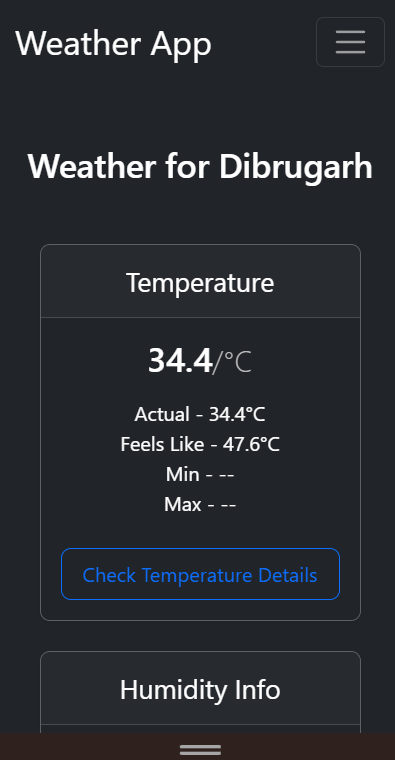 Weather App
Weather for Dibrugarh
Temperature
34.4/°C
Actual - 34.4°C
Feels Like - 47.6°C
Min - --
Max - --
Check Temperature Details
Humidity Info